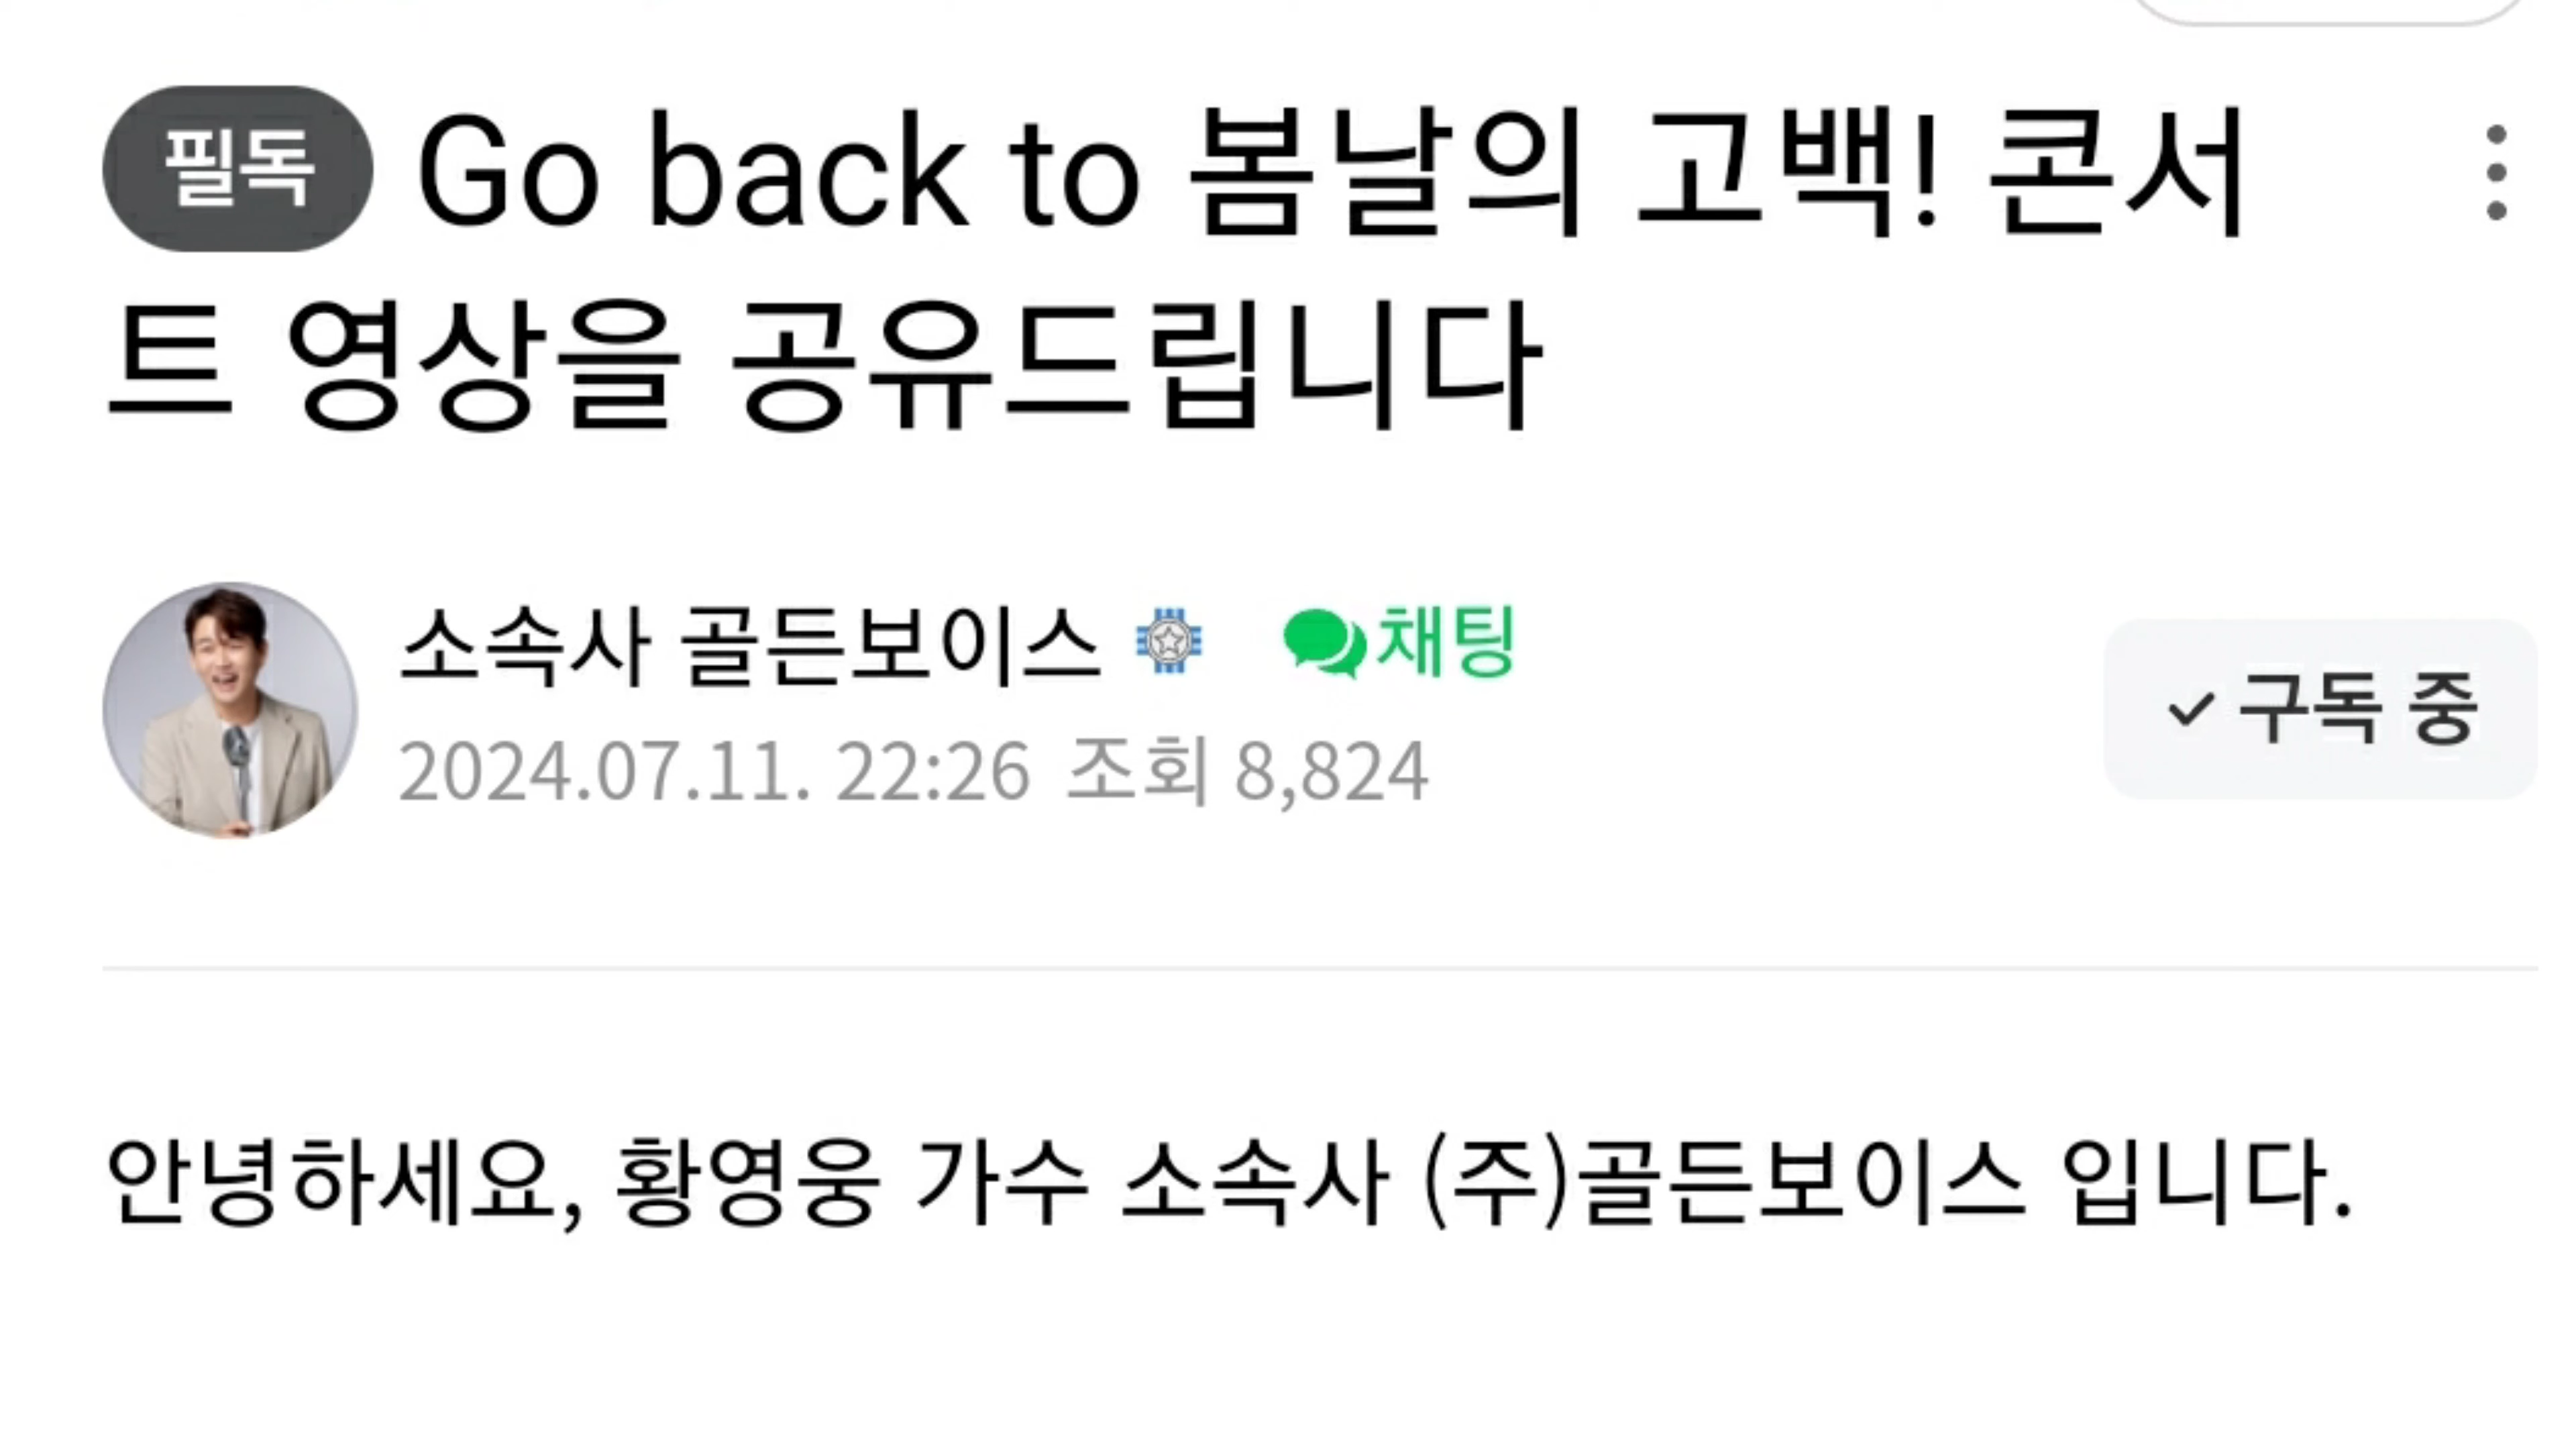 필독 Go back to 봄날의 고백! 콘서
트 영상을 공유드립니다
소속사 골든보이스 채팅
2024.07.11. 22:26 조회 8,824
구독 중
안녕하세요, 황영웅 가수 소속사 (주)골든보이스 입니다.